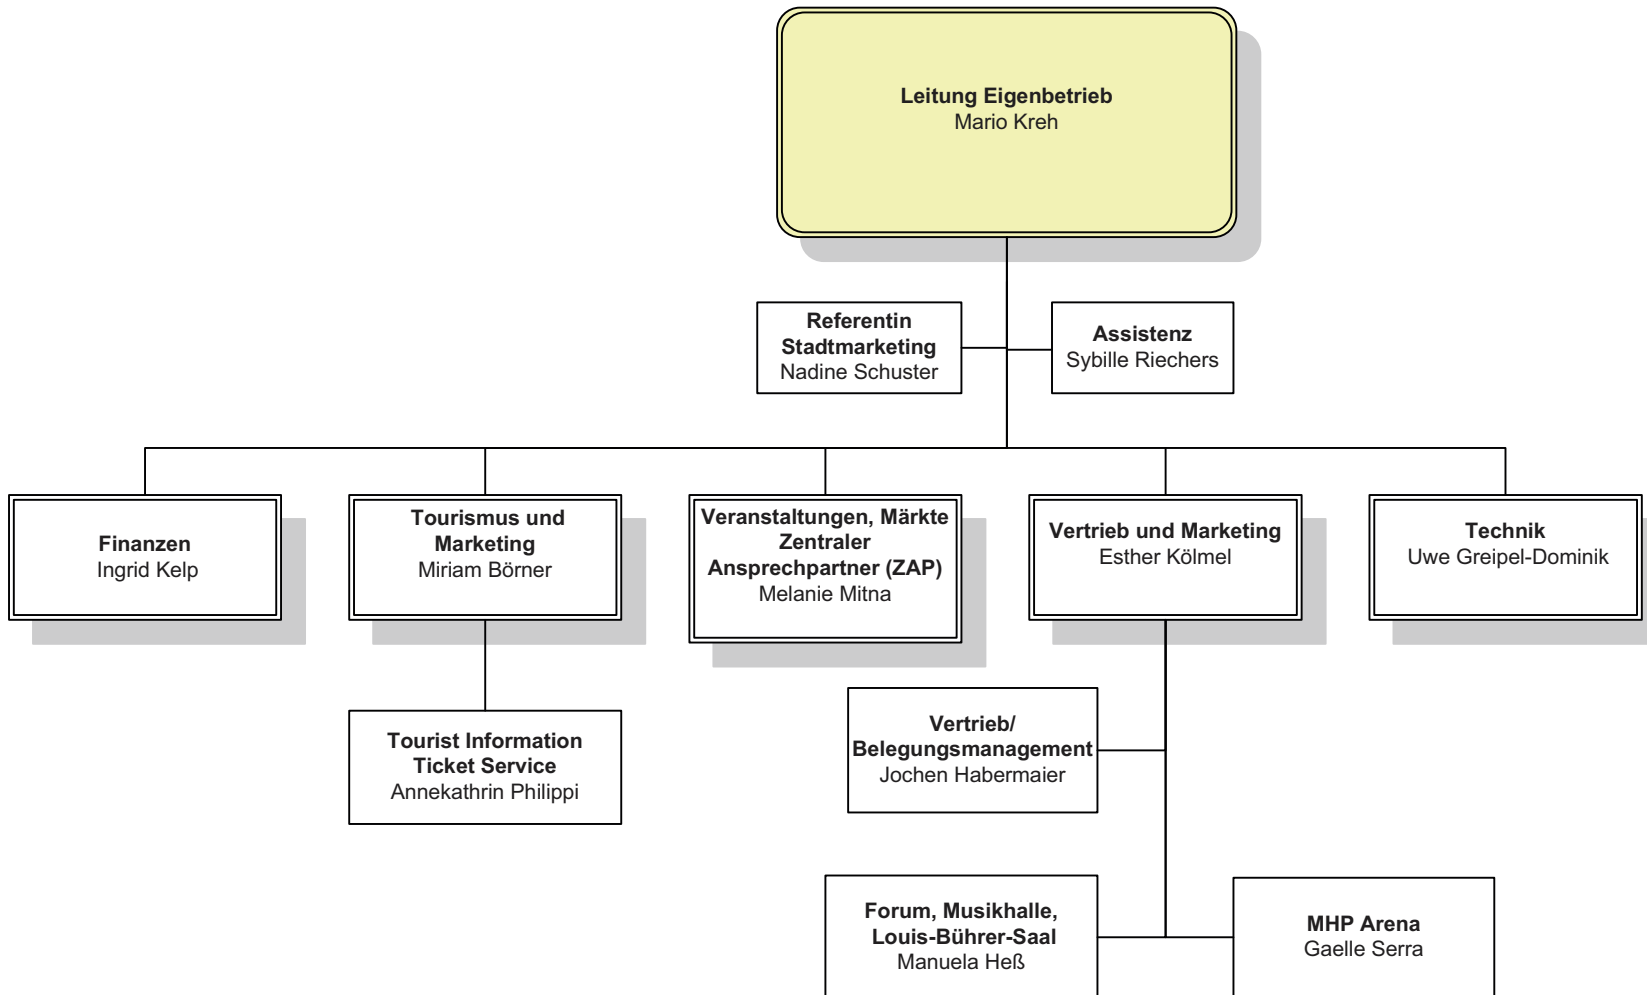 Leitung Eigenbetrieb
Mario Kreh
Referentin
Stadtmarketing
Nadine Schuster
Assistenz
Sybille Riechers
Finanzen
Ingrid Kelp
Tourismus und
Marketing
Miriam Börner
Veranstaltungen, Märkte
Zentraler
Ansprechpartner (ZAP)
Melanie Mitna
Vertrieb und Marketing
Esther Kölmel
Technik
Uwe Greipel-Dominik
Tourist Information
Ticket Service
Annekathrin Philippi
Vertrieb/
Belegungsmanagement
Jochen Habermaier
Forum, Musikhalle,
Louis-Bührer-Saal
Manuela Heß
MHP Arena
Gaelle Serra